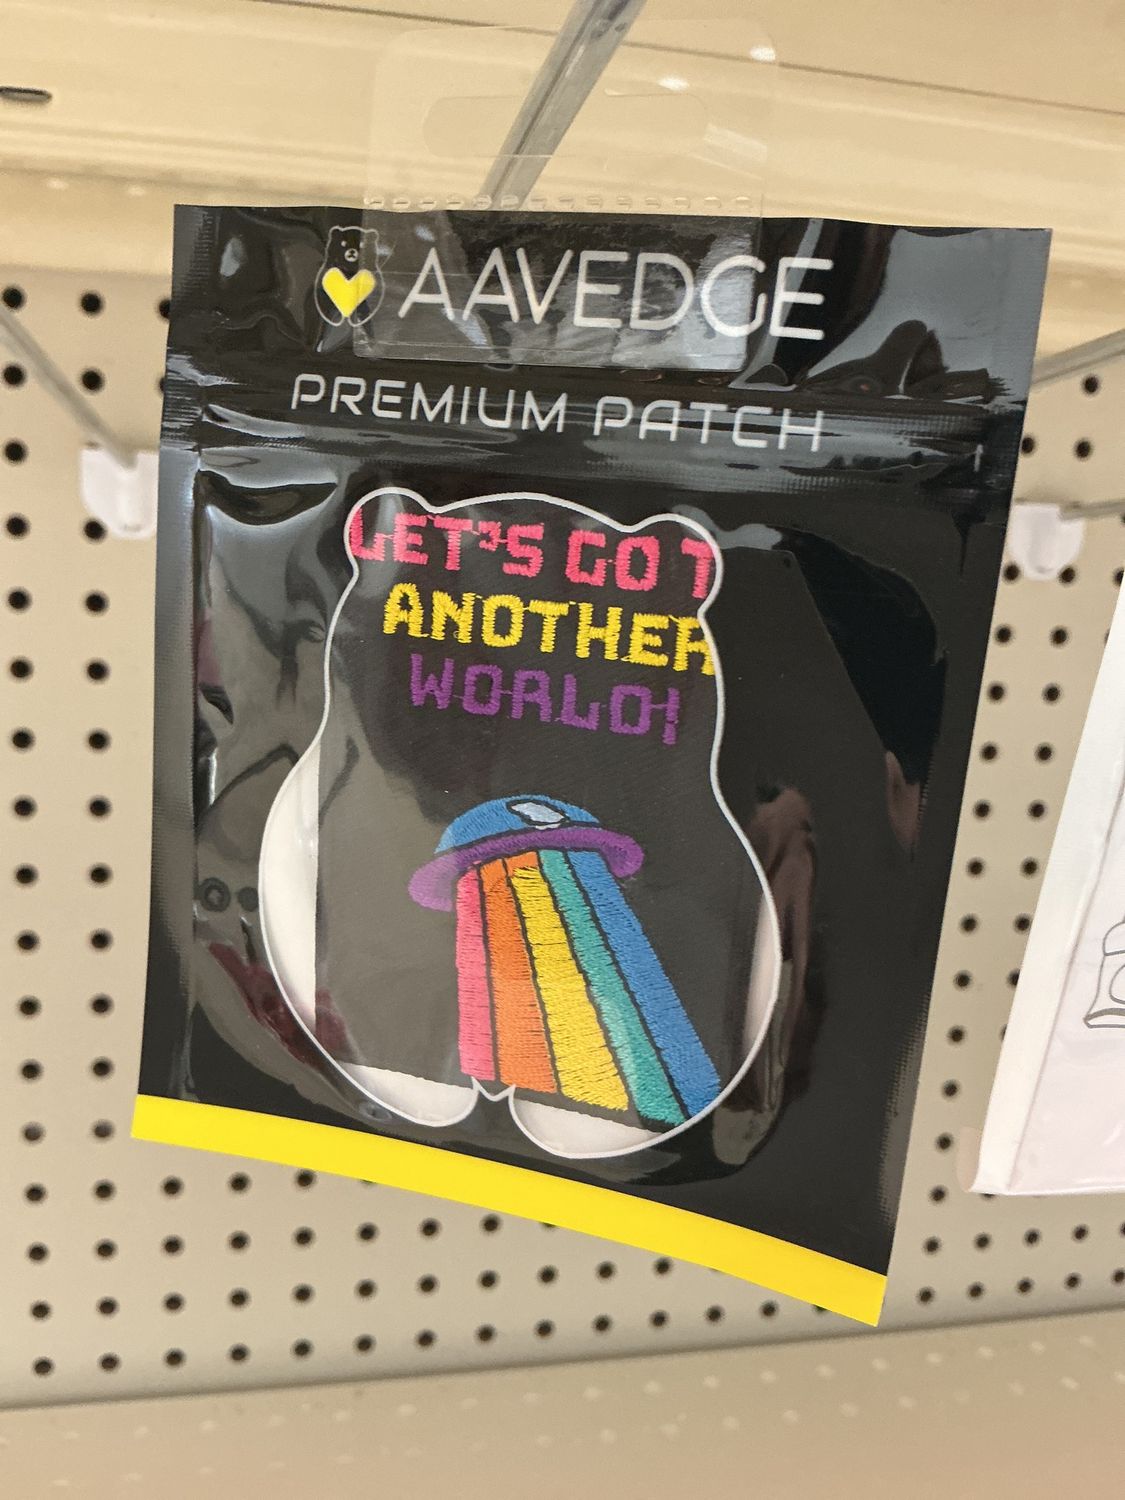 AAVEDGE
PREMIUM PATCH
LET'S GO T
ANOTHER
WORLD!